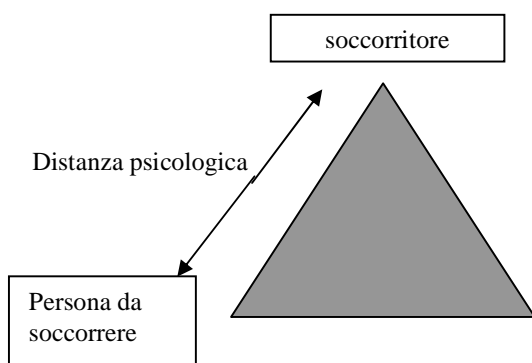 soccorritore
Distanza psicologica
Persona da
soccorrere